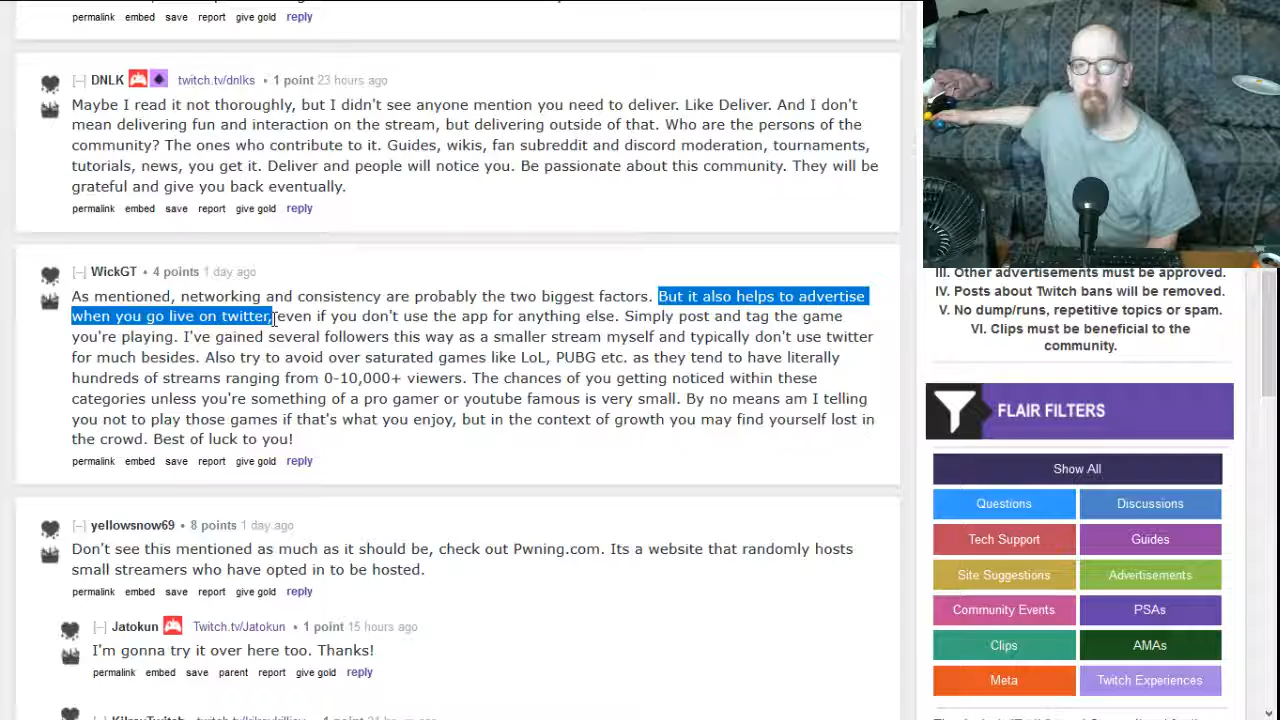 permalink embed save report give gold reply
[–] DNLK twitch.tv/dnlks • 1 point 23 hours ago
Maybe I read it not thoroughly, but I didn't see anyone mention you need to deliver. Like Deliver. And I don't
mean delivering fun and interaction on the stream, but delivering outside of that. Who are the persons of the
community? The ones who contribute to it. Guides, wikis, fan subreddit and discord moderation, tournaments,
tutorials, news, you get it. Deliver and people will notice you. Be passionate about this community. They will be
grateful and give you back eventually.
permalink embed save report give gold reply
[–] WickGT • 4 points 1 day ago
As mentioned, networking and consistency are probably the two biggest factors. But it also helps to advertise
when you go live on twitter, even if you don't use the app for anything else. Simply post and tag the game
you're playing. I've gained several followers this way as a smaller stream myself and typically don't use twitter
for much besides. Also try to avoid over saturated games like LoL, PUBG etc. as they tend to have literally
hundreds of streams ranging from 0-10,000+ viewers. The chances of you getting noticed within these
categories unless you're something of a pro gamer or youtube famous is very small. By no means am I telling
you not to play those games if that's what you enjoy, but in the context of growth you may find yourself lost in
the crowd. Best of luck to you!
permalink embed save report give gold reply
[–] yellowsnow69 • 8 points 1 day ago
Don't see this mentioned as much as it should be, check out Pwning.com. Its a website that randomly hosts
small streamers who have opted in to be hosted.
permalink embed save report give gold reply
[–] Jatokun Twitch.tv/Jatokun • 1 point 15 hours ago
I'm gonna try it over here too. Thanks!
permalink embed save parent report give gold reply
III. Other advertisements must be approved.
IV. Posts about Twitch bans will be removed.
V. No dump/runs, repetitive topics or spam.
VI. Clips must be beneficial to the
community.
FLAIR FILTERS
Show All
Questions Discussions
Tech Support Guides
Site Suggestions Advertisements
Community Events PSAs
Clips AMAs
Meta Twitch Experiences